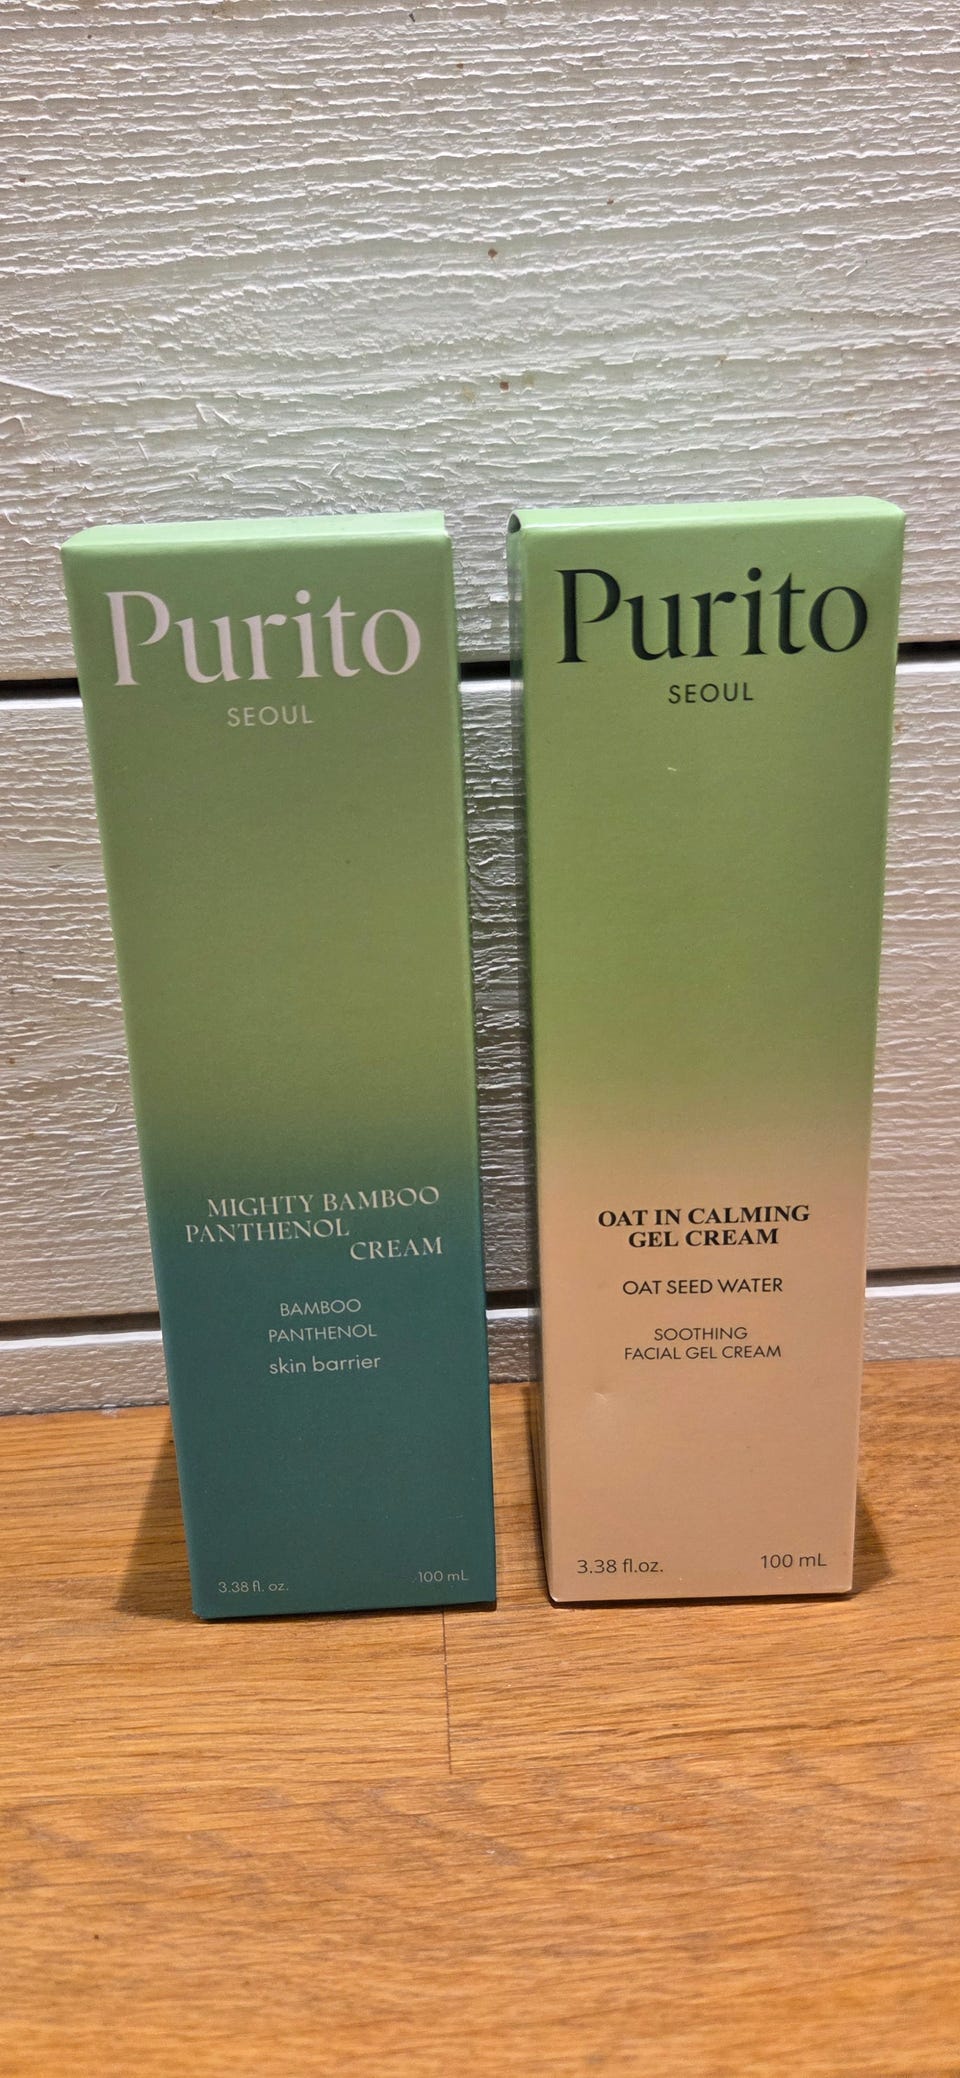 Purito
SEOUL
MIGHTY BAMBOO
PANTHENOL
CREAM
BAMBOO
PANTHENOL
skin barrier
3.38 fl. oz.
100 mL
Purito
SEOUL
OAT IN CALMING
GEL CREAM
OAT SEED WATER
SOOTHING
FACIAL GEL CREAM
3.38 fl.oz.
100 mL